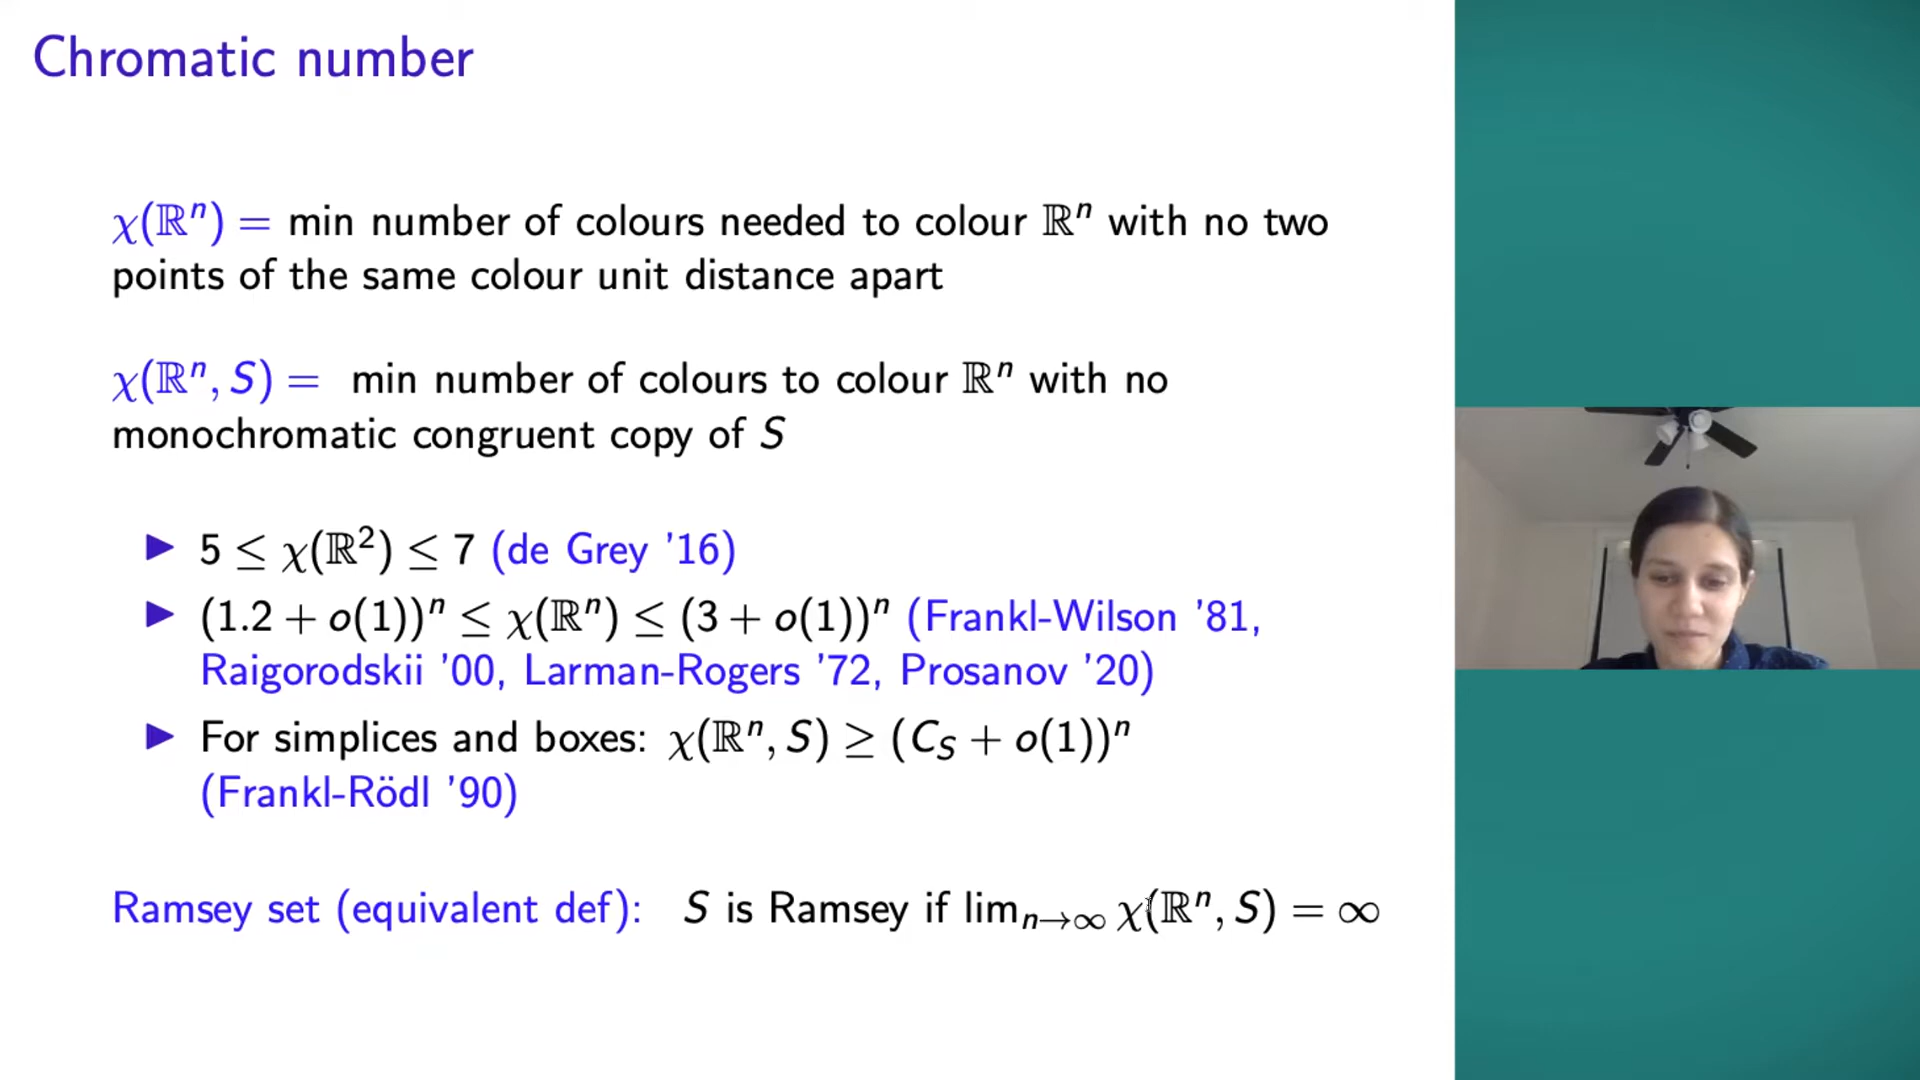 Chromatic number
χ(ℝⁿ) = min number of colours needed to colour ℝⁿ with no two
points of the same colour unit distance apart
χ(ℝⁿ, S) = min number of colours to colour ℝⁿ with no
monochromatic congruent copy of S
▶ 5 ≤ χ(ℝ²) ≤ 7 (de Grey '16)
▶ (1.2 + o(1))ⁿ ≤ χ(ℝⁿ) ≤ (3 + o(1))ⁿ (Frankl-Wilson '81,
Raigorodskii '00, Larman-Rogers '72, Prosanov '20)
▶ For simplices and boxes: χ(ℝⁿ, S) ≥ (C_S + o(1))ⁿ
(Frankl-Rödl '90)
Ramsey set (equivalent def): S is Ramsey if lim_{n→∞} χ(ℝⁿ, S) = ∞